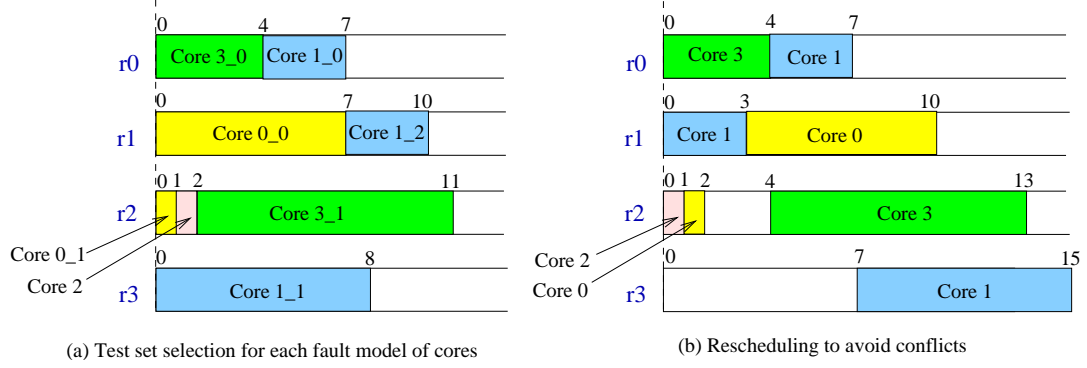 0 4 7
r0 Core 3_0 Core 1_0
0 7 10
r1 Core 0_0 Core 1_2
0 1 2 11
r2 Core 3_1
Core 0_1
Core 2
0 8
r3 Core 1_1
(a) Test set selection for each fault model of cores
0 4 7
r0 Core 3 Core 1
0 3 10
r1 Core 1 Core 0
0 1 2 4 13
r2 Core 3
Core 2
Core 0
0 7 15
r3 Core 1
(b) Rescheduling to avoid conflicts